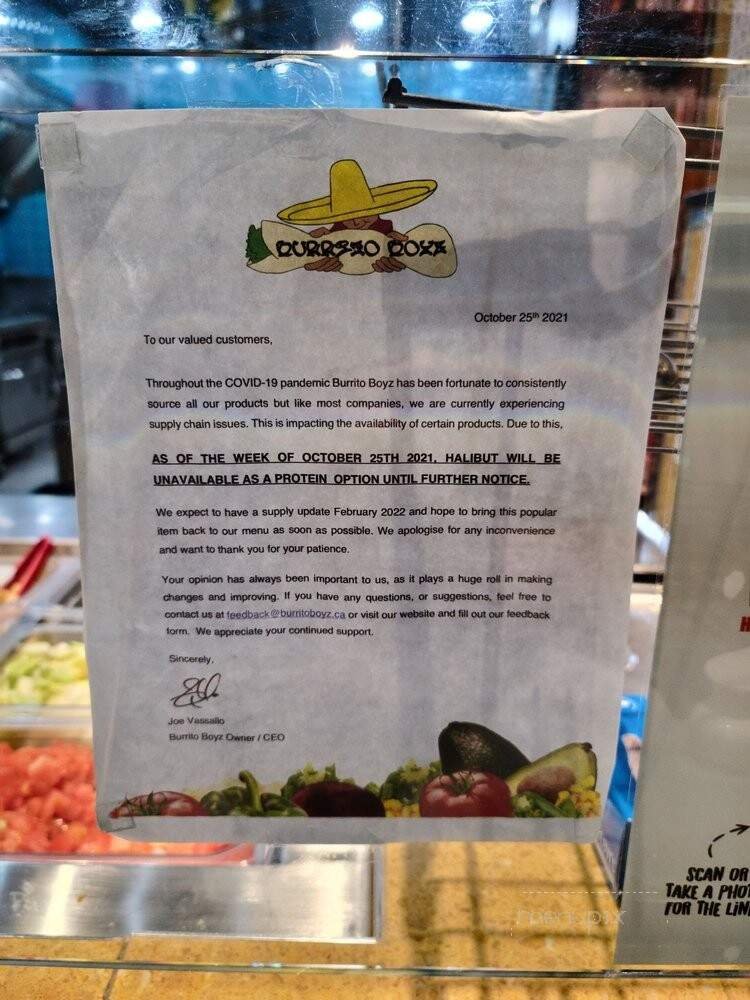 BURRITO BOYZ
October 25th 2021
To our valued customers,
Throughout the COVID-19 pandemic Burrito Boyz has been fortunate to consistently
source all our products but like most companies, we are currently experiencing
supply chain issues. This is impacting the availability of certain products. Due to this,
AS OF THE WEEK OF OCTOBER 25TH 2021, HALIBUT WILL BE
UNAVAILABLE AS A PROTEIN OPTION UNTIL FURTHER NOTICE.
We expect to have a supply update February 2022 and hope to bring this popular
item back to our menu as soon as possible. We apologise for any inconvenience
and want to thank you for your patience.
Your opinion has always been important to us, as it plays a huge roll in making
changes and improving. If you have any questions, or suggestions, feel free to
contact us at feedback@burritoboyz.ca or visit our website and fill out our feedback
form. We appreciate your continued support.
Sincerely,
Joe Vassallo
Burrito Boyz Owner / CEO
H
SCAN OR
TAKE A PHO
FOR THE LIN
menupix